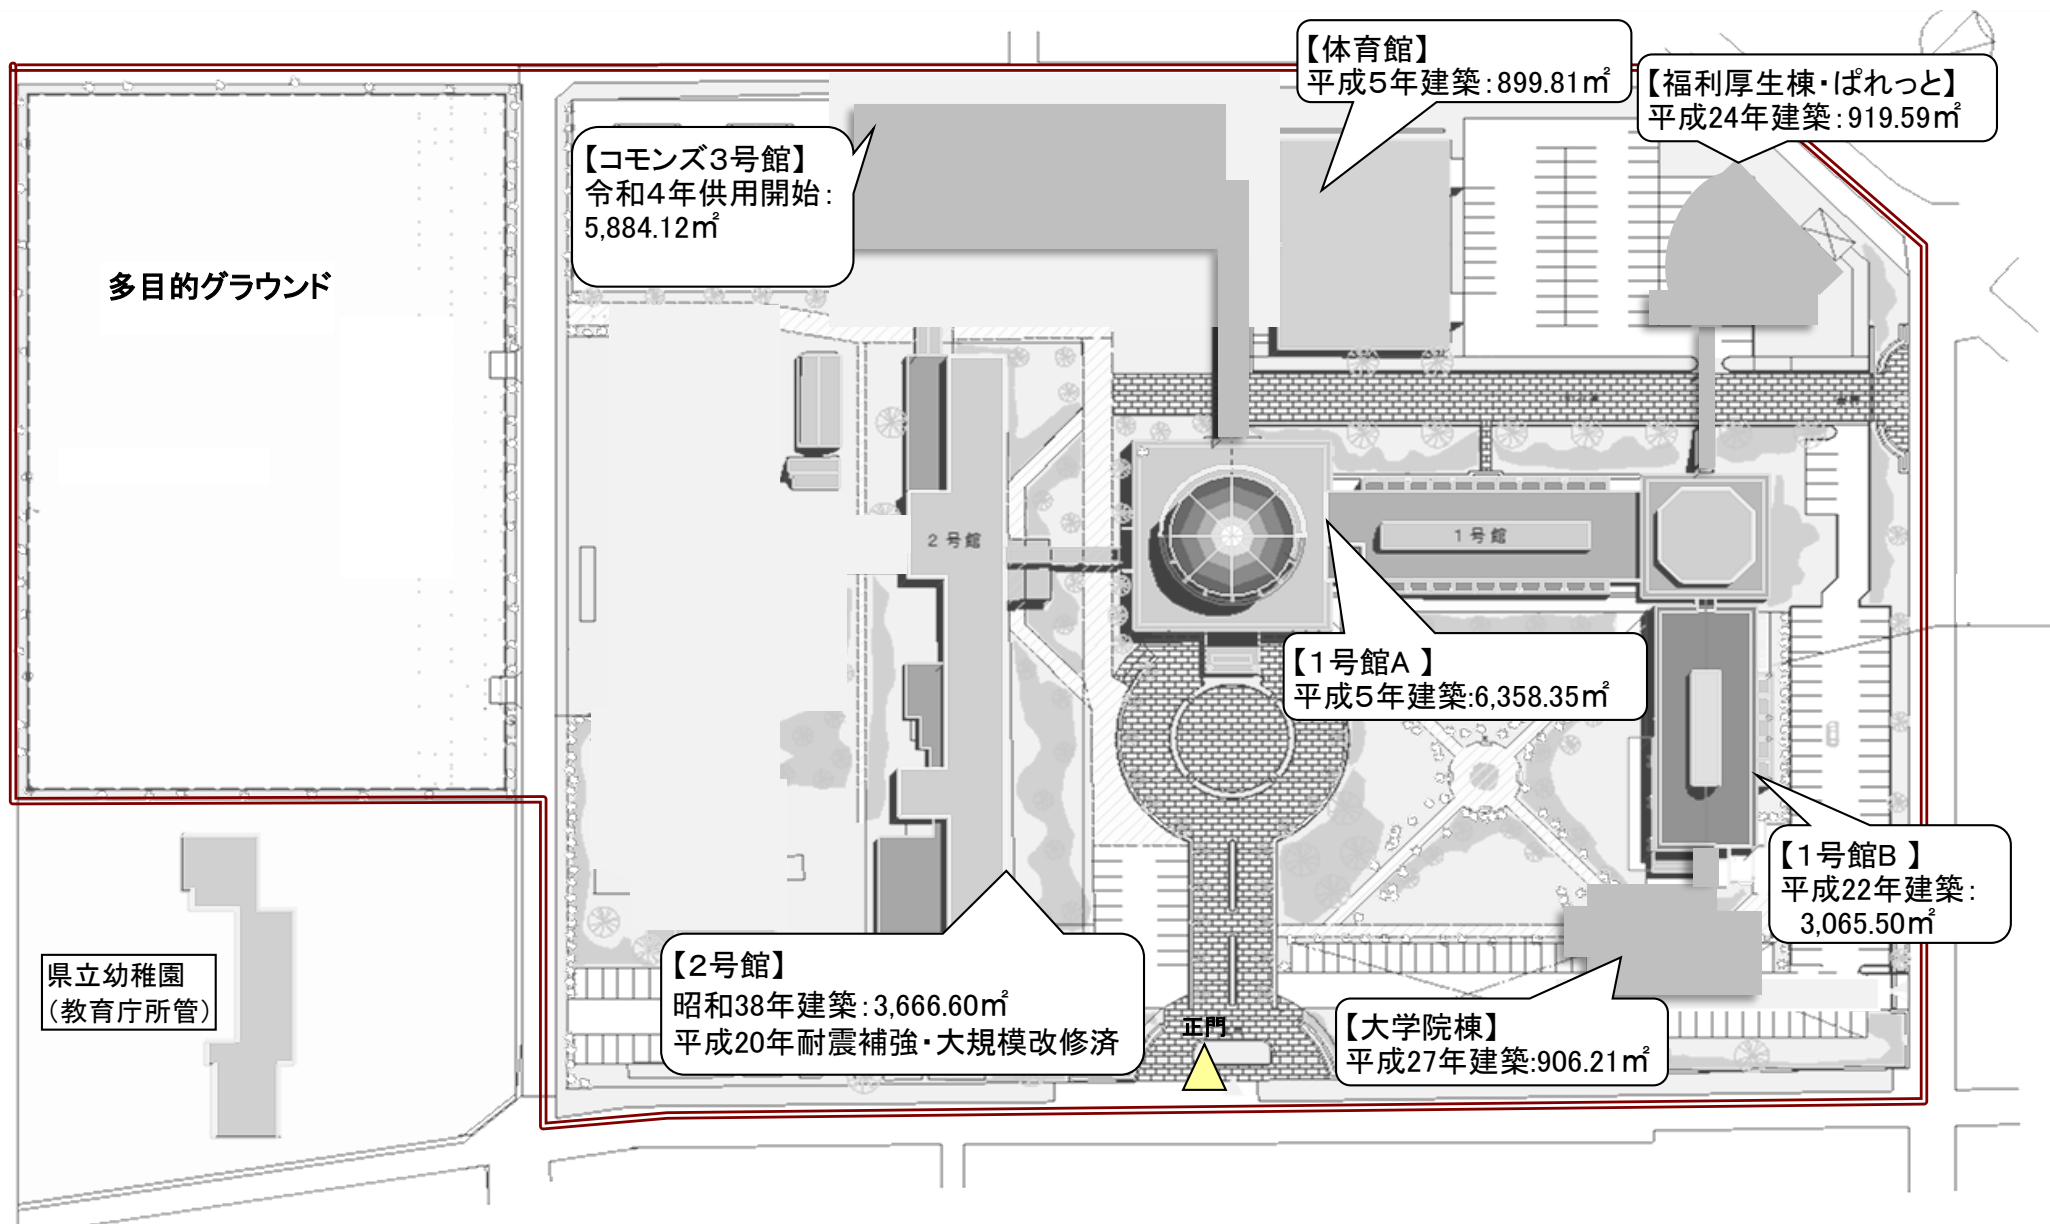 【体育館】
平成5年建築：899.81㎡
【福利厚生棟・ぱれっと】
平成24年建築：919.59㎡
【コモンズ３号館】
令和４年供用開始：
5,884.12㎡
多目的グラウンド
２号館
１号館
【１号館A 】
平成５年建築:6,358.35㎡
【１号館B 】
平成22年建築：
3,065.50㎡
【２号館】
昭和38年建築：3,666.60㎡
平成20年耐震補強・大規模改修済
県立幼稚園
（教育庁所管）
正門
【大学院棟】
平成27年建築:906.21㎡